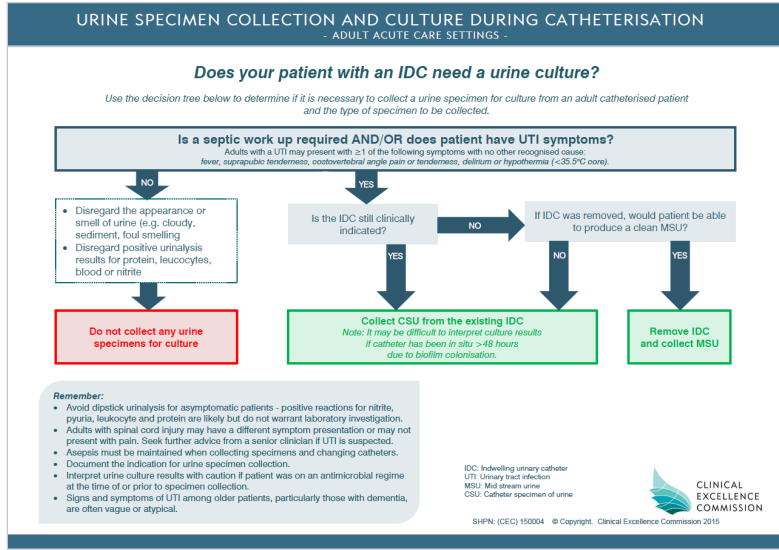 URINE SPECIMEN COLLECTION AND CULTURE DURING CATHETERISATION
- ADULT ACUTE CARE SETTINGS -
Does your patient with an IDC need a urine culture?
Use the decision tree below to determine if it is necessary to collect a urine specimen for culture from an adult catheterised patient
and the type of specimen to be collected.
Is a septic work up required AND/OR does patient have UTI symptoms?
Adults with a UTI may present with ≥1 of the following symptoms with no other recognised cause:
fever, suprapubic tenderness, costovertebral angle pain or tenderness, delirium or hypothermia (<35.5°C core).
NO
YES
• Disregard the appearance or
smell of urine (e.g. cloudy,
sediment, foul smelling
• Disregard positive urinalysis
results for protein, leucocytes,
blood or nitrite
Is the IDC still clinically
indicated?
NO
If IDC was removed, would patient be able
to produce a clean MSU?
YES
NO
YES
Do not collect any urine
specimens for culture
Collect CSU from the existing IDC
Note: It may be difficult to interpret culture results
if catheter has been in situ >48 hours
due to biofilm colonisation.
Remove IDC
and collect MSU
Remember:
• Avoid dipstick urinalysis for asymptomatic patients - positive reactions for nitrite,
pyuria, leukocyte and protein are likely but do not warrant laboratory investigation.
• Adults with spinal cord injury may have a different symptom presentation or may not
present with pain. Seek further advice from a senior clinician if UTI is suspected.
• Asepsis must be maintained when collecting specimens and changing catheters.
• Document the indication for urine specimen collection.
• Interpret urine culture results with caution if patient was on an antimicrobial regime
at the time of or prior to specimen collection.
• Signs and symptoms of UTI among older patients, particularly those with dementia,
are often vague or atypical.
IDC: Indwelling urinary catheter
UTI: Urinary tract infection
MSU: Mid stream urine
CSU: Catheter specimen of urine
CLINICAL
EXCELLENCE
COMMISSION
SHPN: (CEC) 150004 © Copyright. Clinical Excellence Commission 2015